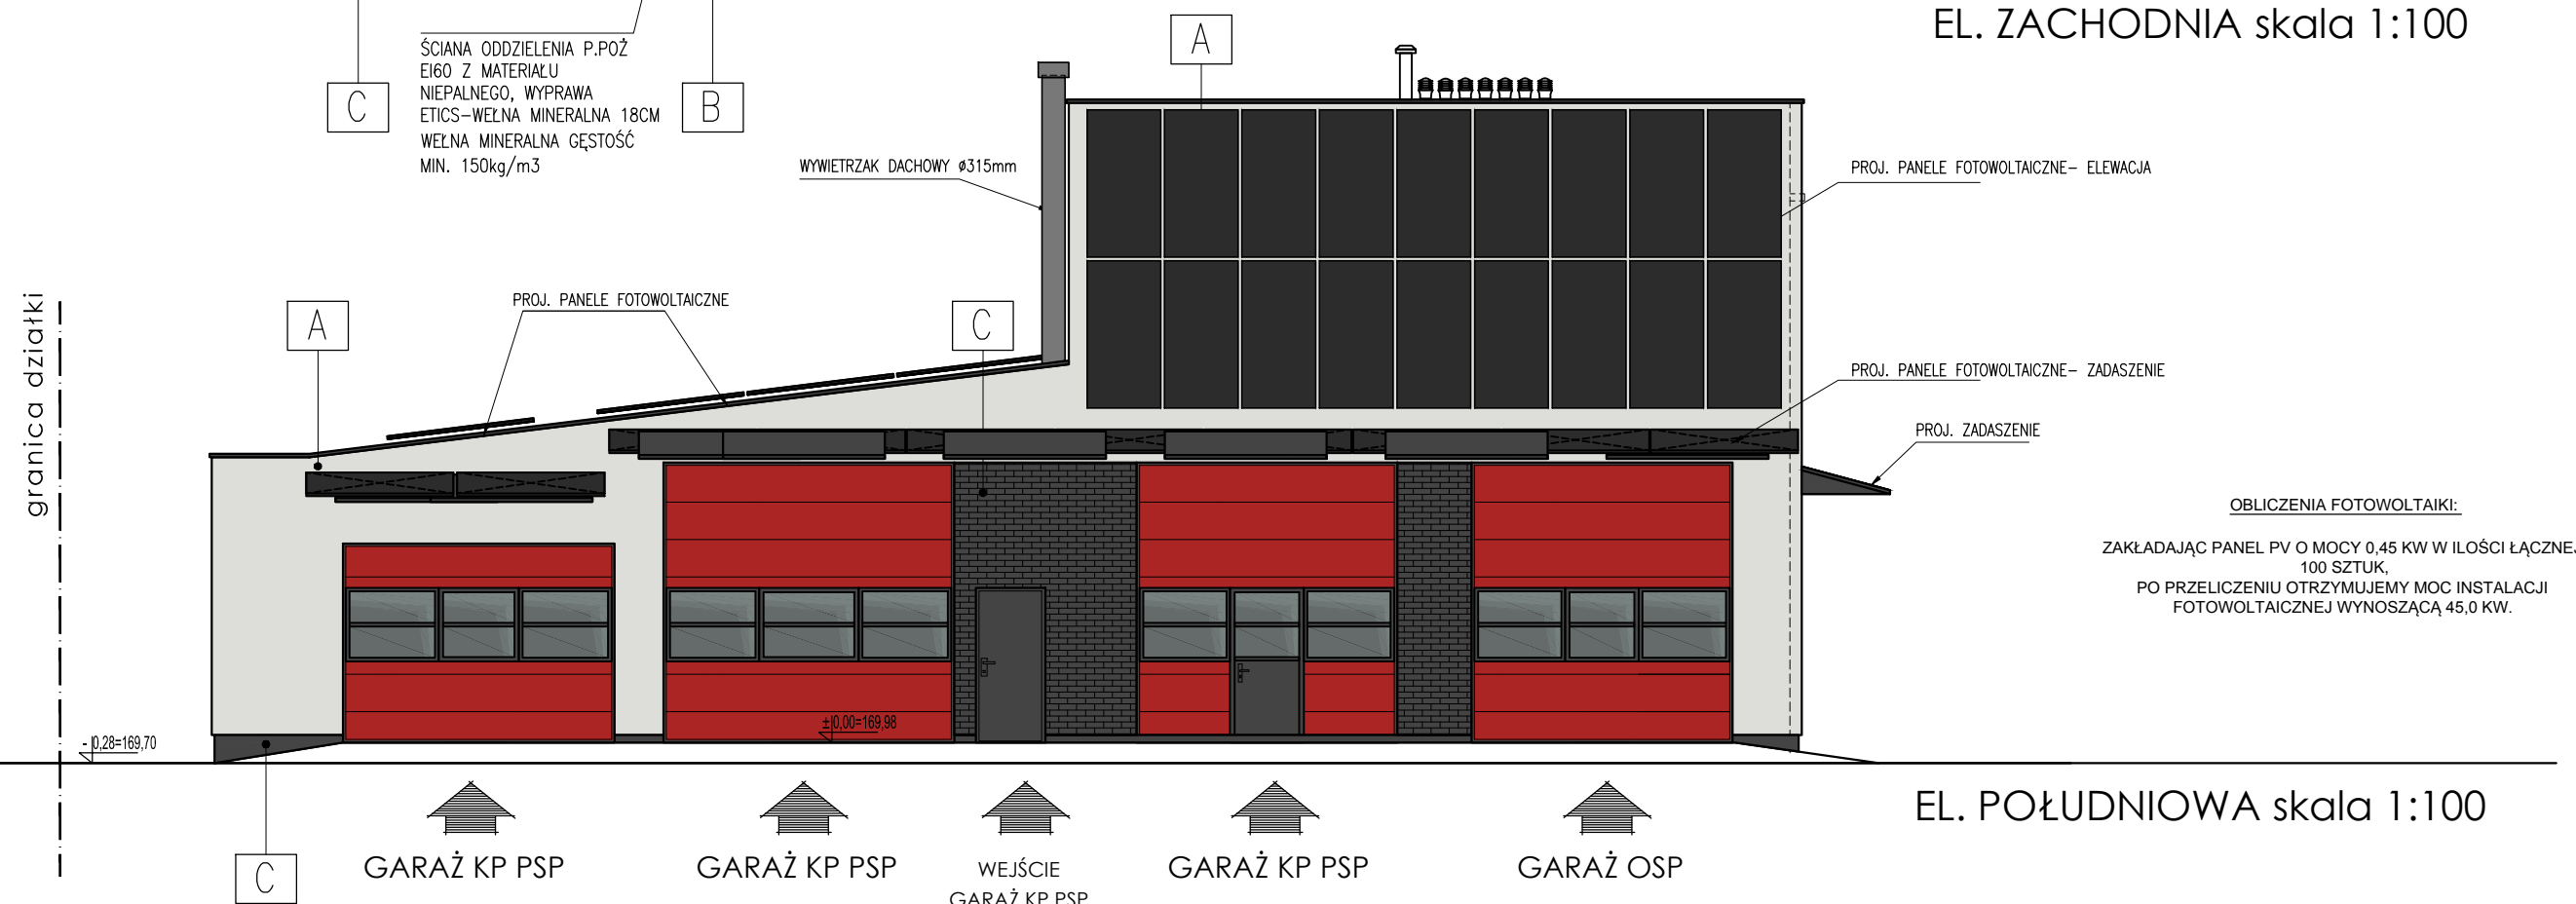 EL. ZACHODNIA skala 1:100
A
ŚCIANA ODDZIELENIA P.POŻ
EI60 Z MATERIAŁU
NIEPALNEGO, WYPRAWA
ETICS-WEŁNA MINERALNA 18CM
WEŁNA MINERALNA GĘSTOŚĆ
MIN. 150kg/m3
C
B
WYWIETRZAK DACHOWY ø315mm
PROJ. PANELE FOTOWOLTAICZNE- ELEWACJA
granica działki
PROJ. PANELE FOTOWOLTAICZNE
A
C
PROJ. PANELE FOTOWOLTAICZNE- ZADASZENIE
PROJ. ZADASZENIE
OBLICZENIA FOTOWOLTAIKI:
ZAKŁADAJĄC PANEL PV O MOCY 0,45 KW W ILOŚCI ŁĄCZNEJ
100 SZTUK,
PO PRZELICZENIU OTRZYMUJEMY MOC INSTALACJI
FOTOWOLTAICZNEJ WYNOSZĄCĄ 45,0 KW.
±0,00=169,98
-0,28=169,70
EL. POŁUDNIOWA skala 1:100
GARAŻ KP PSP
GARAŻ KP PSP
WEJŚCIE
GARAŻ KP PSP
GARAŻ KP PSP
GARAŻ OSP
C